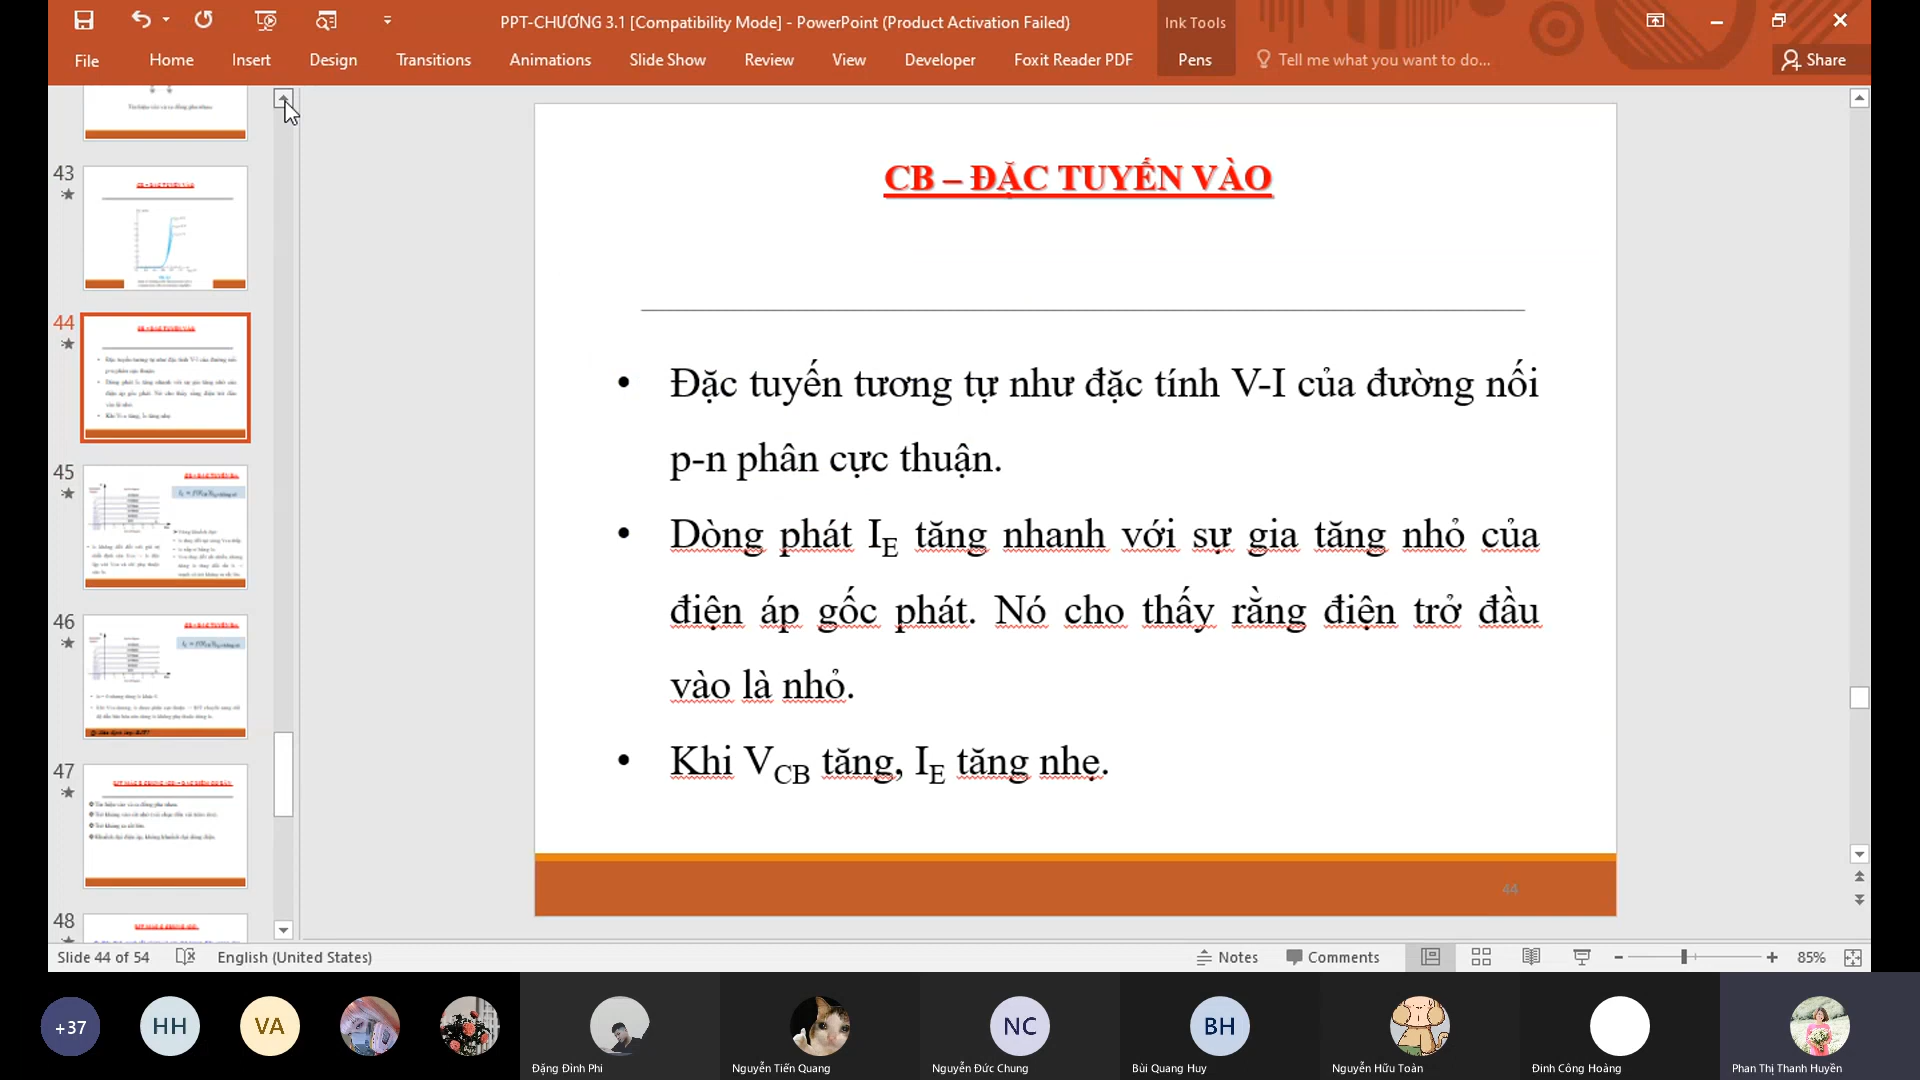 PPT-CHƯƠNG 3.1 [Compatibility Mode] - PowerPoint (Product Activation Failed)
Ink Tools
File Home Insert Design Transitions Animations Slide Show Review View Developer Foxit Reader PDF Pens Tell me what you want to do... Share
43
44
45
46
47
48
CB – ĐẶC TUYẾN VÀO
• Đặc tuyến tương tự như đặc tính V-I của đường nối
p-n phân cực thuận.
• Dòng phát IE tăng nhanh với sự gia tăng nhỏ của
điện áp gốc phát. Nó cho thấy rằng điện trở đầu
vào là nhỏ.
• Khi VCB tăng, IE tăng nhẹ.
44
Slide 44 of 54 English (United States) Notes Comments 85%
+37 HH VA NC BH
Đặng Đình Phi Nguyễn Tiến Quang Nguyễn Đức Chung Bùi Quang Huy Nguyễn Hữu Toàn Đinh Công Hoàng Phan Thị Thanh Huyền